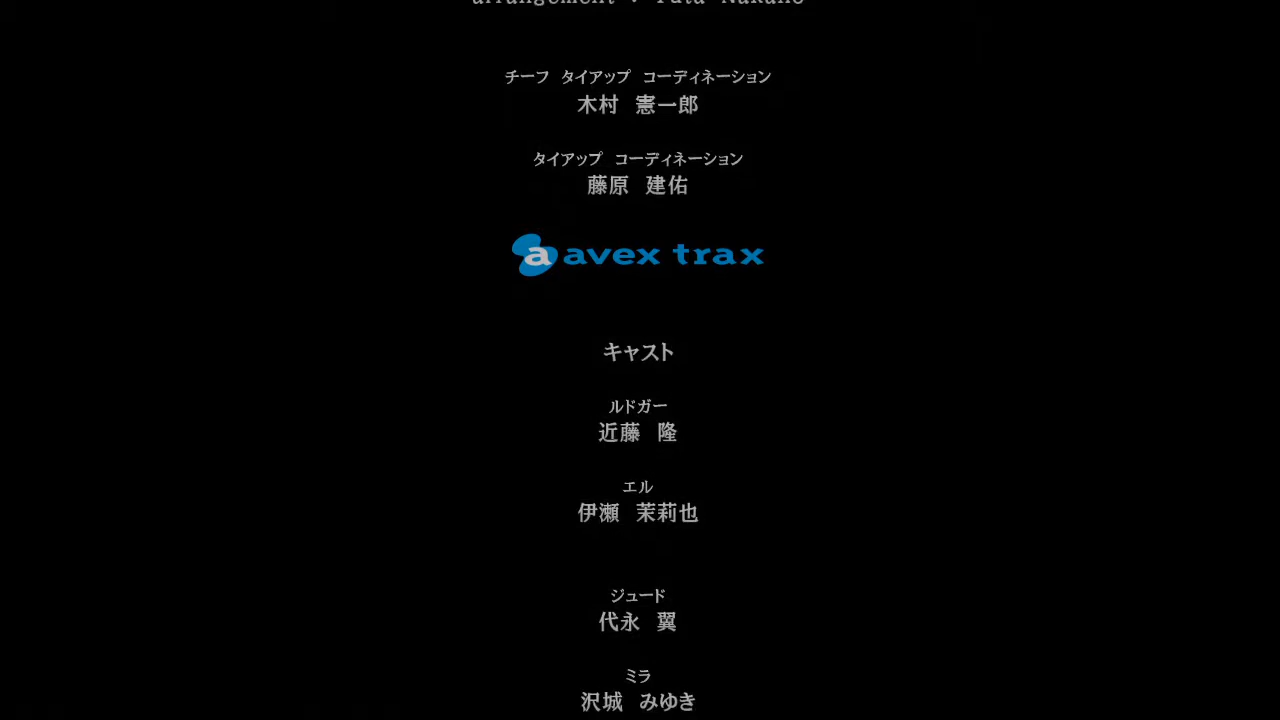 arrangement : Yuta Nakano
チーフ タイアップ コーディネーション
木村 憲一郎
タイアップ コーディネーション
藤原 建佑
a avex trax
キャスト
ルドガー
近藤 隆
エル
伊瀬 茉莉也
ジュード
代永 翼
ミラ
沢城 みゆき